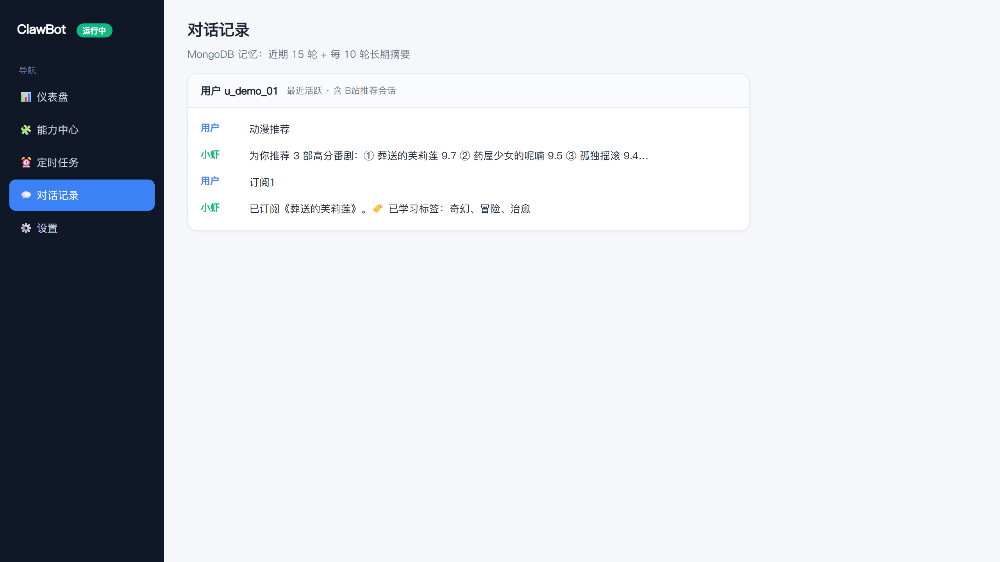 ClawBot 运行中
导航
仪表盘
能力中心
定时任务
对话记录
设置
对话记录
MongoDB 记忆：近期 15 轮 + 每 10 轮长期摘要
用户 u_demo_01 最近活跃 · 含 B站推荐会话
用户 动漫推荐
小虾 为你推荐 3 部高分番剧：① 葬送的芙莉莲 9.7 ② 药屋少女的呢喃 9.5 ③ 孤独摇滚 9.4…
用户 订阅1
小虾 已订阅《葬送的芙莉莲》。🏷️ 已学习标签：奇幻、冒险、治愈